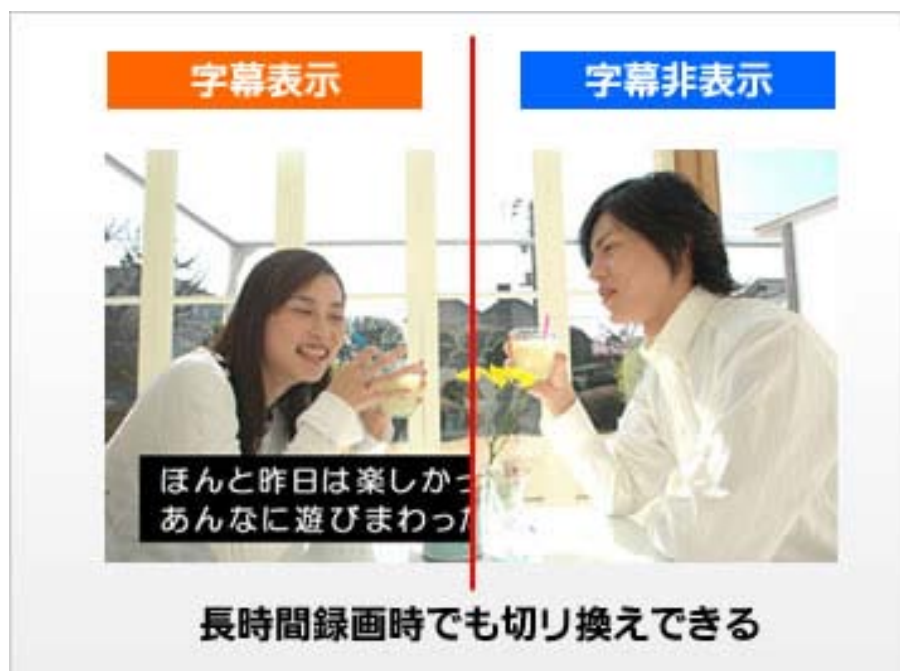 字幕表示
字幕非表示
ほんと昨日は楽しかっ
あんなに遊びまわった
長時間録画時でも切り換えできる